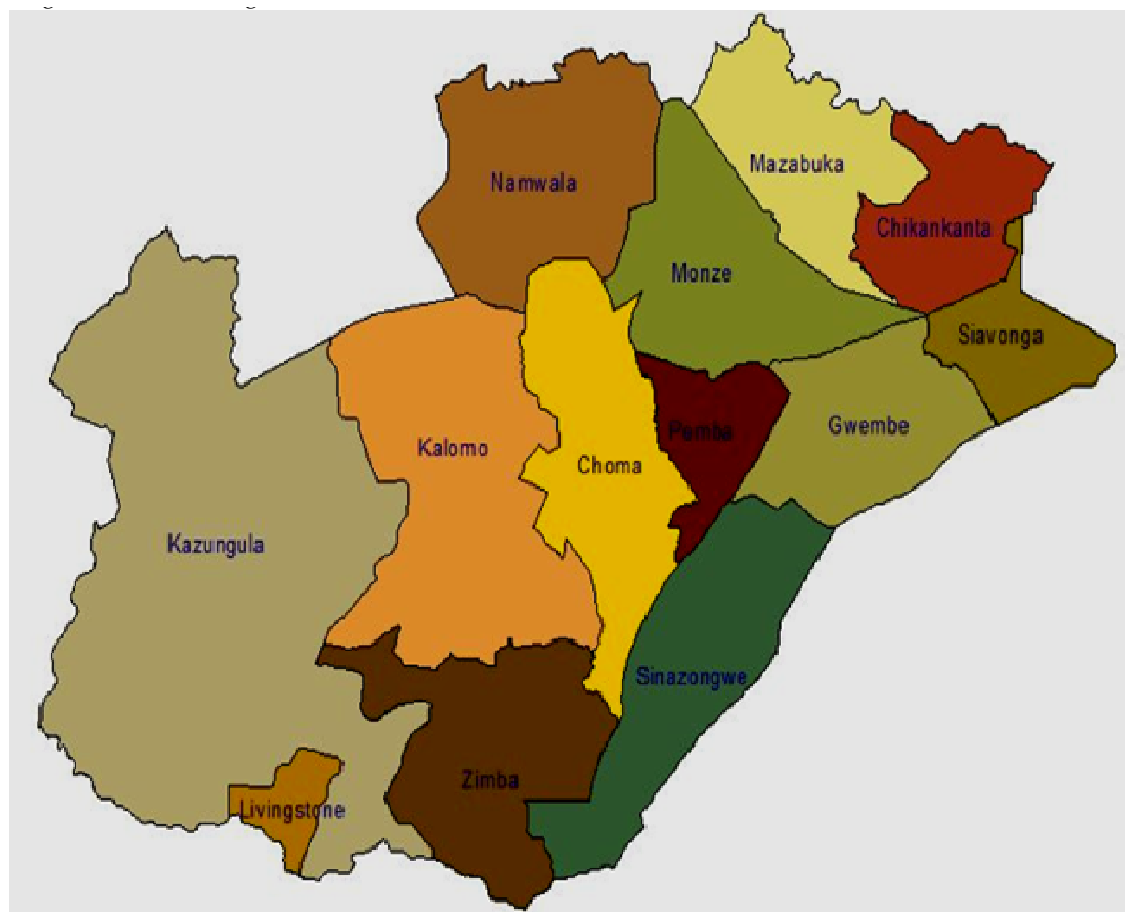 Mazabuka
Namwala
Chikankanta
Monze
Siavonga
Gwembe
Pemba
Kalomo
Choma
Kazungula
Sinazongwe
Zimba
Livingstone